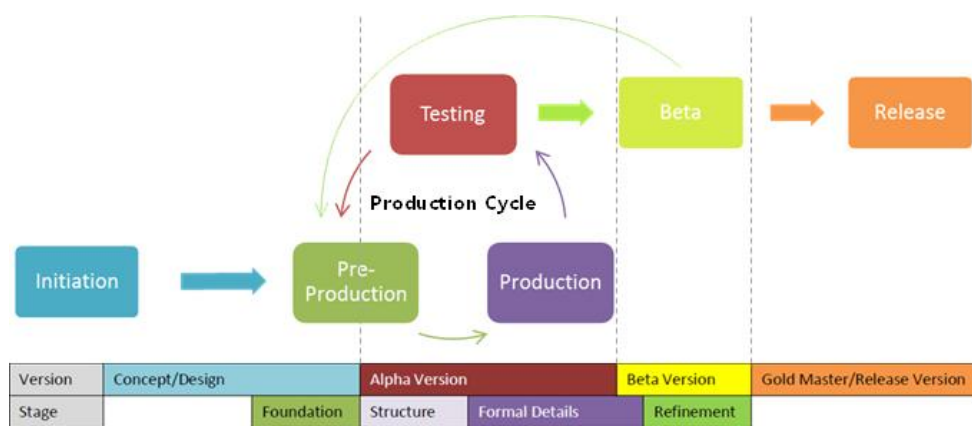 Testing
Beta
Release
Production Cycle
Initiation
Pre-
Production
Production
Version Concept/Design Alpha Version Beta Version Gold Master/Release Version
Stage Foundation Structure Formal Details Refinement